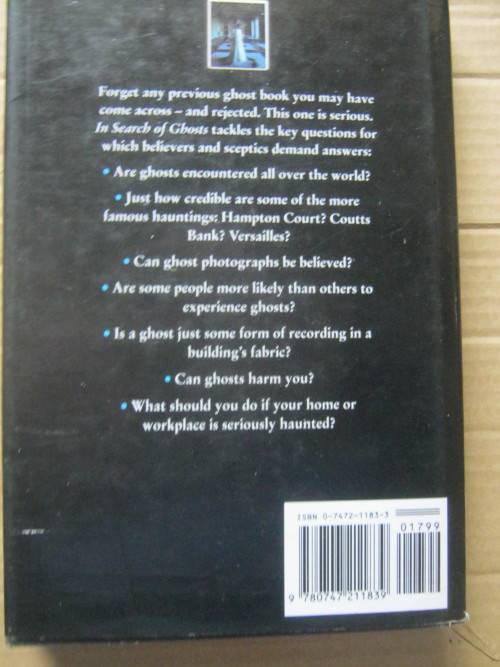 Forget any previous ghost book you may have
come across – and rejected. This one is serious.
In Search of Ghosts tackles the key questions for
which believers and sceptics demand answers:
• Are ghosts encountered all over the world?
• Just how credible are some of the more
famous hauntings: Hampton Court? Coutts
Bank? Versailles?
• Can ghost photographs be believed?
• Are some people more likely than others to
experience ghosts?
• Is a ghost just some form of recording in a
building's fabric?
• Can ghosts harm you?
• What should you do if your home or
workplace is seriously haunted?
ISBN 0-7472-1183-3
01799
9 780747 211839